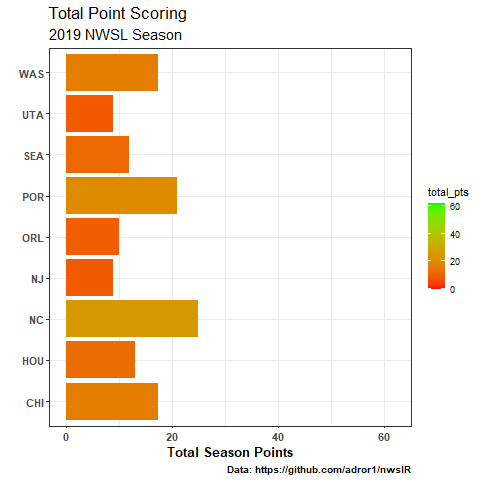 Total Point Scoring
2019 NWSL Season
WAS
UTA
SEA
POR
ORL
NJ
NC
HOU
CHI
0 20 40 60
Total Season Points
total_pts
60
40
20
0
Data: https://github.com/adror1/nwslR